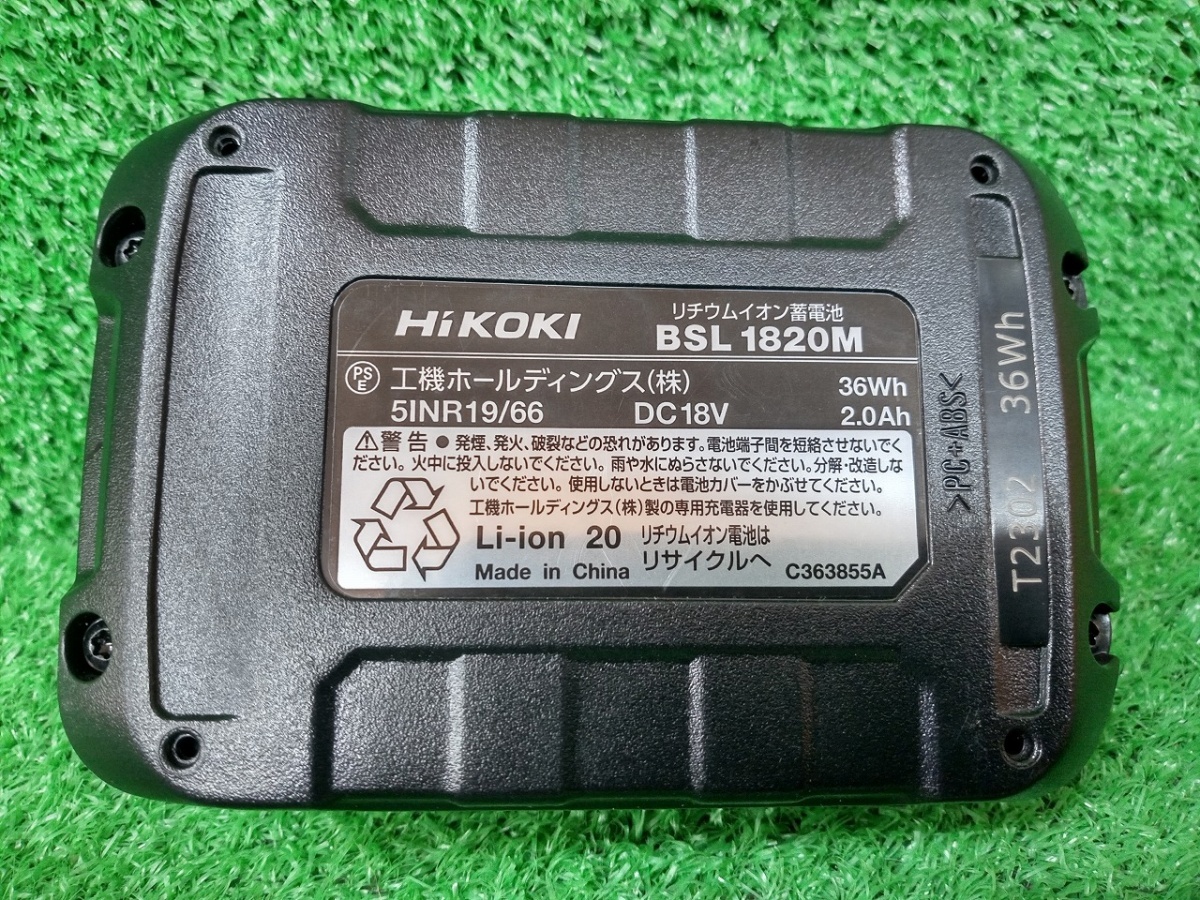 HiKOKI
リチウムイオン蓄電池
BSL 1820M
PS
E
工機ホールディングス(株)
36Wh
5INR19/66
DC18V
2.0Ah
⚠警告 ● 発煙、発火、破裂などの恐れがあります。電池端子間を短絡させないでく
ださい。火中に投入しないでください。雨や水にぬらさないでください。分解・改造しな
いでください。使用しないときは電池カバーをかぶせてください。
工機ホールディングス(株)製の専用充電器を使用してください。
Li-ion 20
リチウムイオン電池は
リサイクルへ
Made in China
C363855A
>PC+ABS<
T2302 36Wh